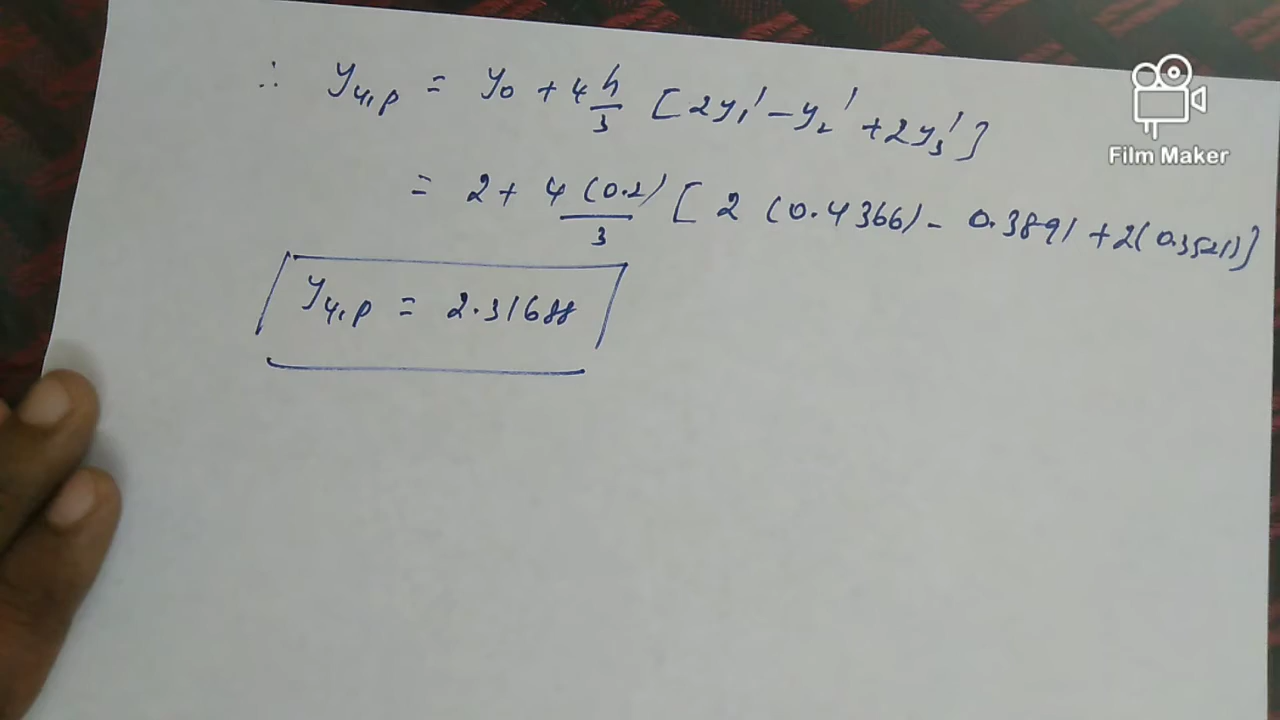 ∴ y₄,p = y₀ + 4h/3 [2y₁' − y₂' + 2y₃']
Film Maker
= 2 + 4(0.2)/3 [2 (0.4366) − 0.3891 + 2(0.3521)]
y₄,p = 2.31688